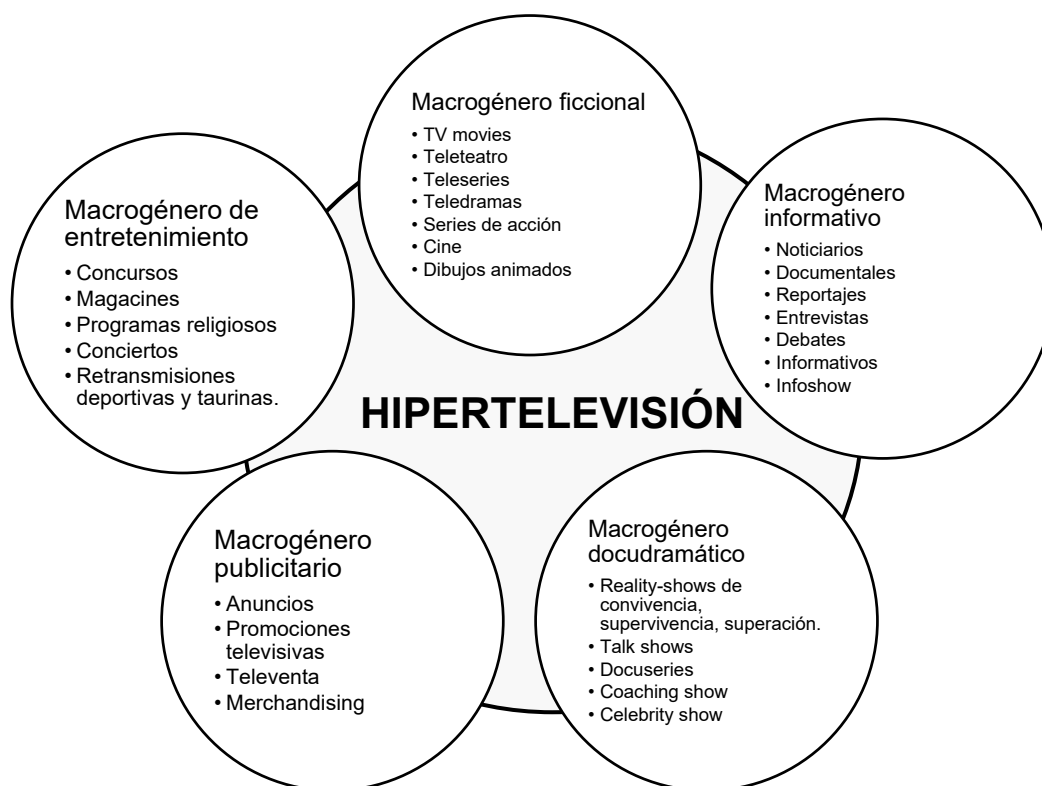 Macrogénero ficcional
• TV movies
• Teleteatro
• Teleseries
• Teledramas
• Series de acción
• Cine
• Dibujos animados
Macrogénero de
entretenimiento
• Concursos
• Magacines
• Programas religiosos
• Conciertos
• Retransmisiones
deportivas y taurinas.
Macrogénero
informativo
• Noticiarios
• Documentales
• Reportajes
• Entrevistas
• Debates
• Informativos
• Infoshow
HIPERTELEVISIÓN
Macrogénero
publicitario
• Anuncios
• Promociones
televisivas
• Televenta
• Merchandising
Macrogénero
docudramático
• Reality-shows de
convivencia,
supervivencia, superación.
• Talk shows
• Docuseries
• Coaching show
• Celebrity show